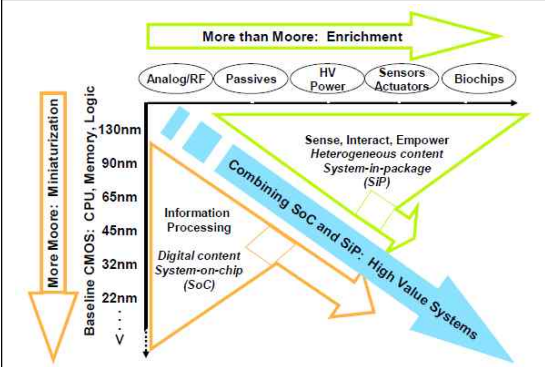 More than Moore: Enrichment
Analog/RF
Passives
HV
Power
Sensors
Actuators
Biochips
More Moore: Miniaturization
Baseline CMOS: CPU, Memory, Logic
130nm
90nm
65nm
45nm
32nm
22nm
.
.
.
V
Sense, Interact, Empower
Heterogeneous content
System-in-package
(SiP)
Combining SoC and SiP: High Value Systems
Information
Processing
Digital content
System-on-chip
(SoC)